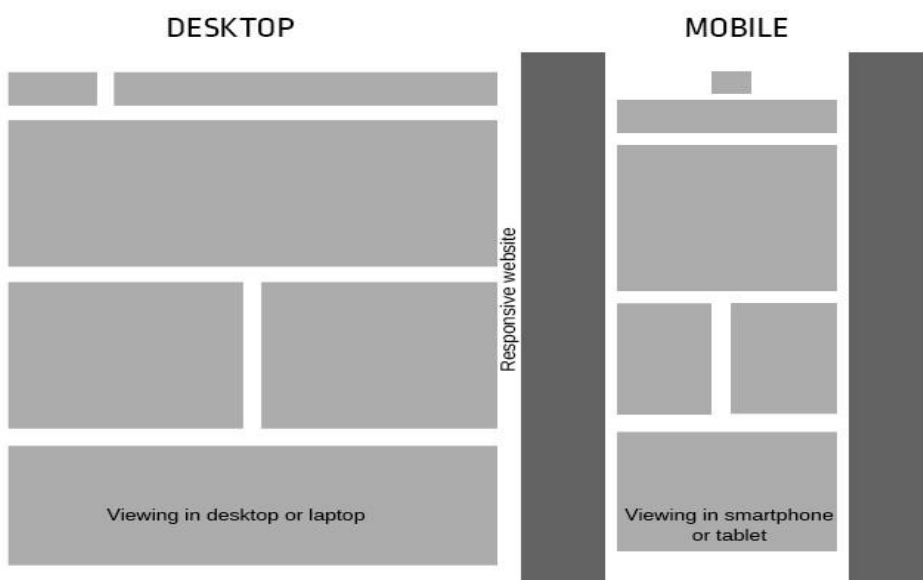 DESKTOP
MOBILE
Responsive website
Viewing in desktop or laptop
Viewing in smartphone
or tablet